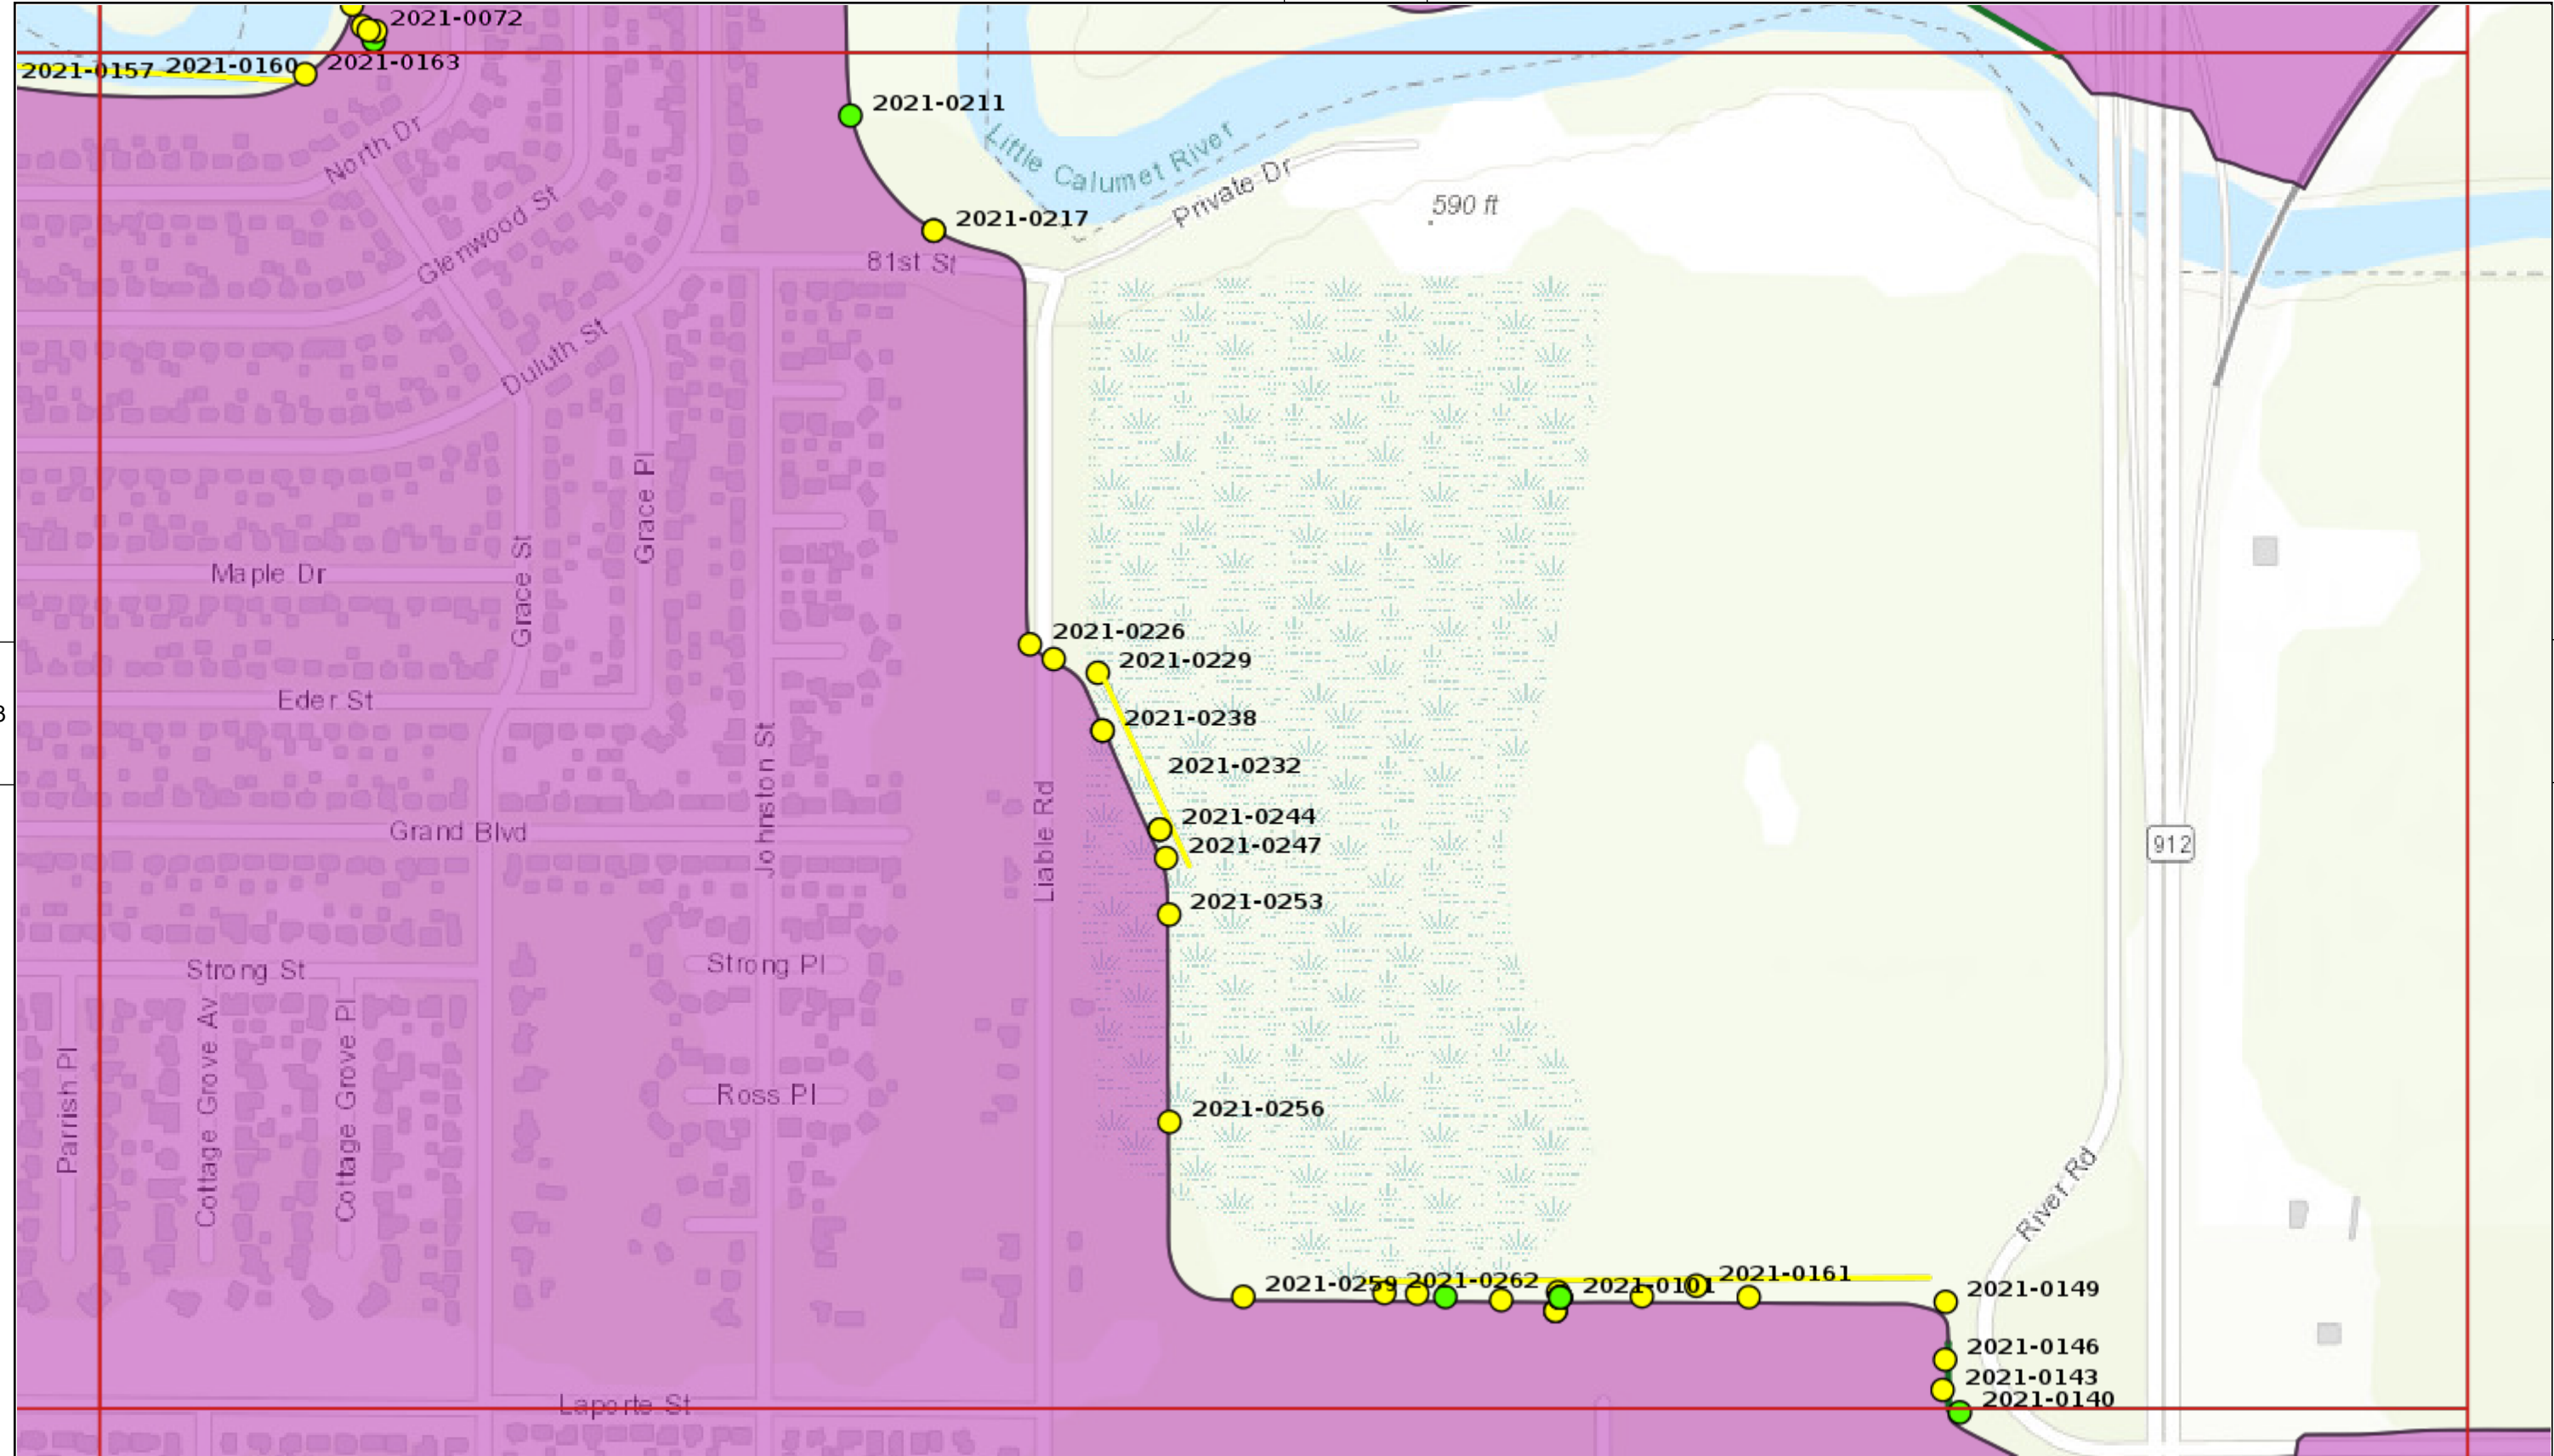 2021-0072
2021-0157
2021-0160
2021-0163
2021-0211
North Dr
Little Calumet River
Private Dr
590 ft
2021-0217
Glenwood St
81st St
Duluth St
Grace Pl
Maple Dr
Grace St
2021-0226
2021-0229
Eder St
2021-0238
3
2021-0232
Johnston St
2021-0244
Grand Blvd
2021-0247
912
Liable Rd
2021-0253
Strong St
Strong Pl
Ross Pl
2021-0256
Parrish Pl
Cottage Grove Av
Cottage Grove Pl
River Rd
2021-0259
2021-0262
2021-0101
2021-0161
2021-0149
2021-0146
2021-0143
2021-0140
Laporte St